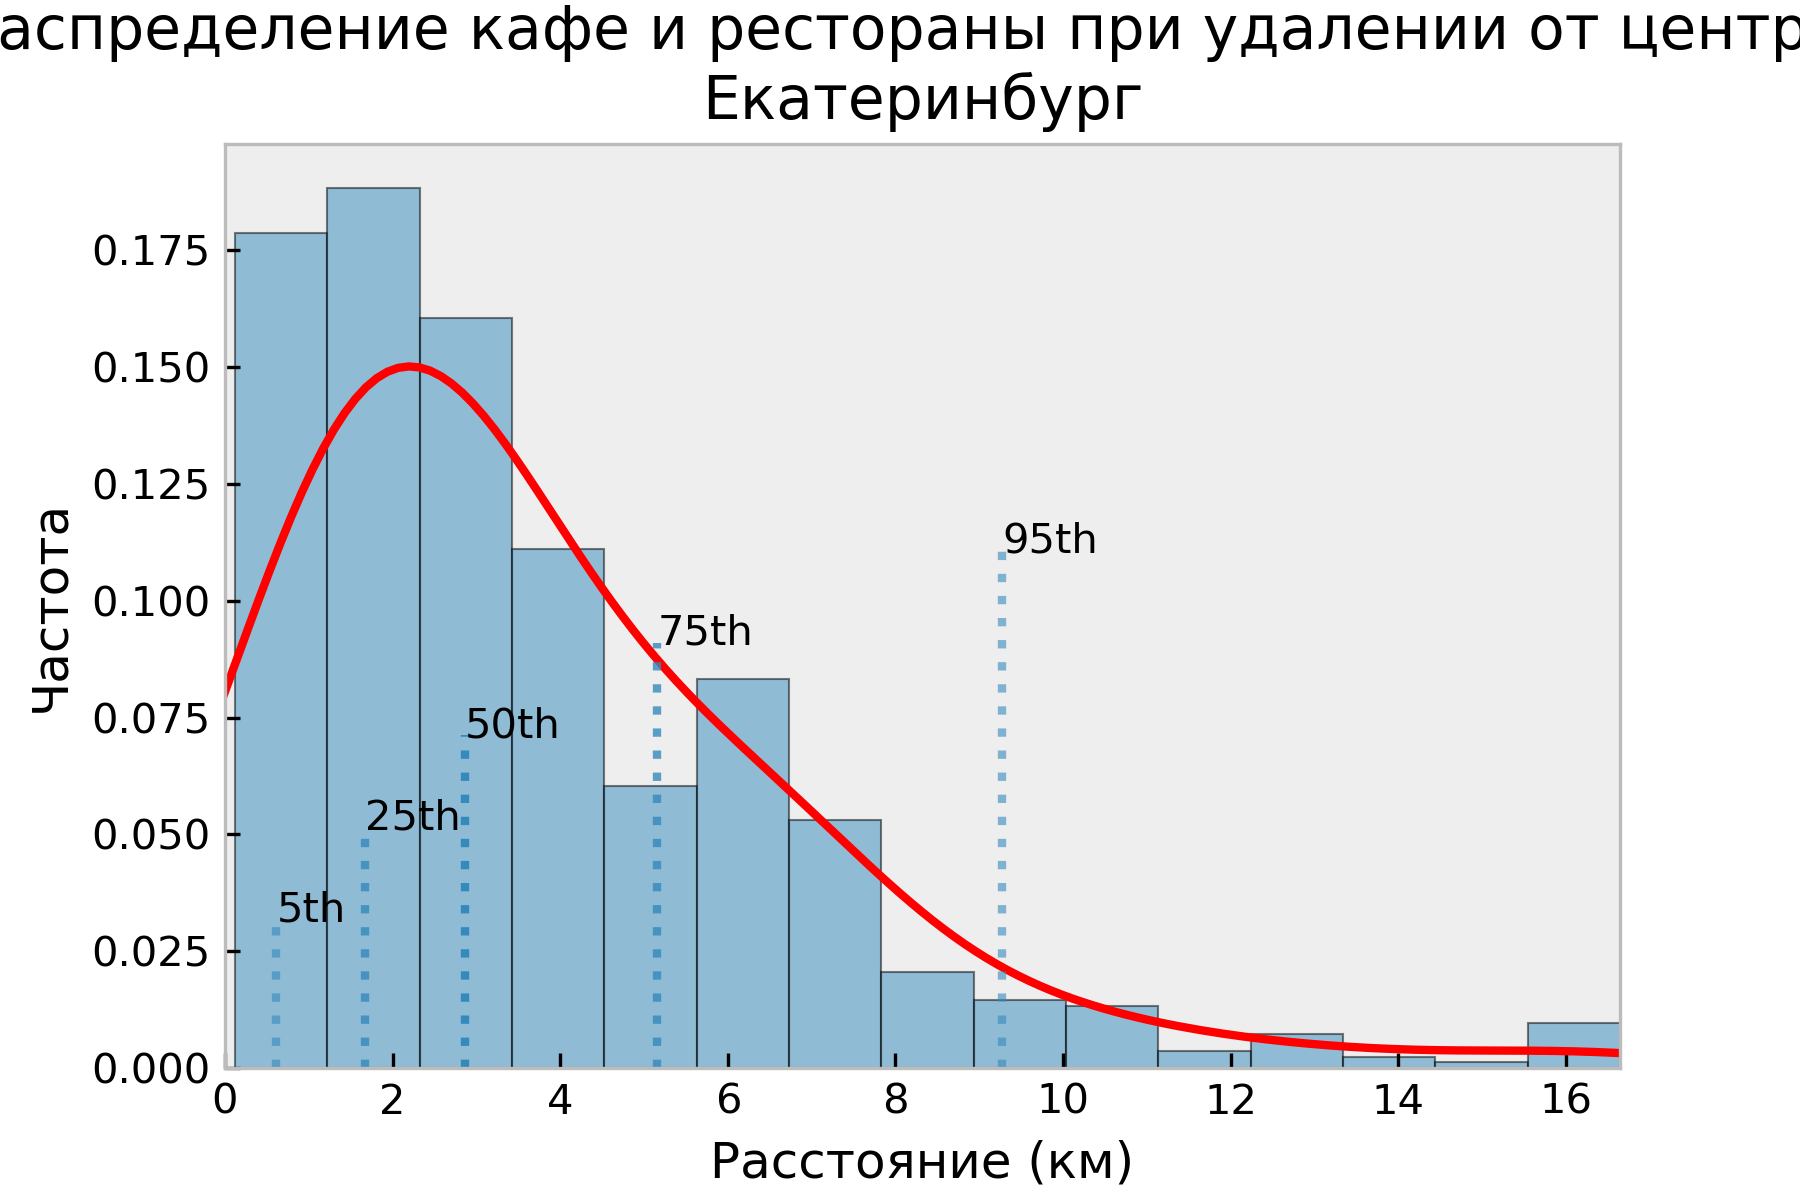 аспределение кафе и рестораны при удалении от центр
Екатеринбург
Частота
0.175
0.150
0.125
0.100
0.075
0.050
0.025
0.000
5th
25th
50th
75th
95th
0 2 4 6 8 10 12 14 16
Расстояние (км)